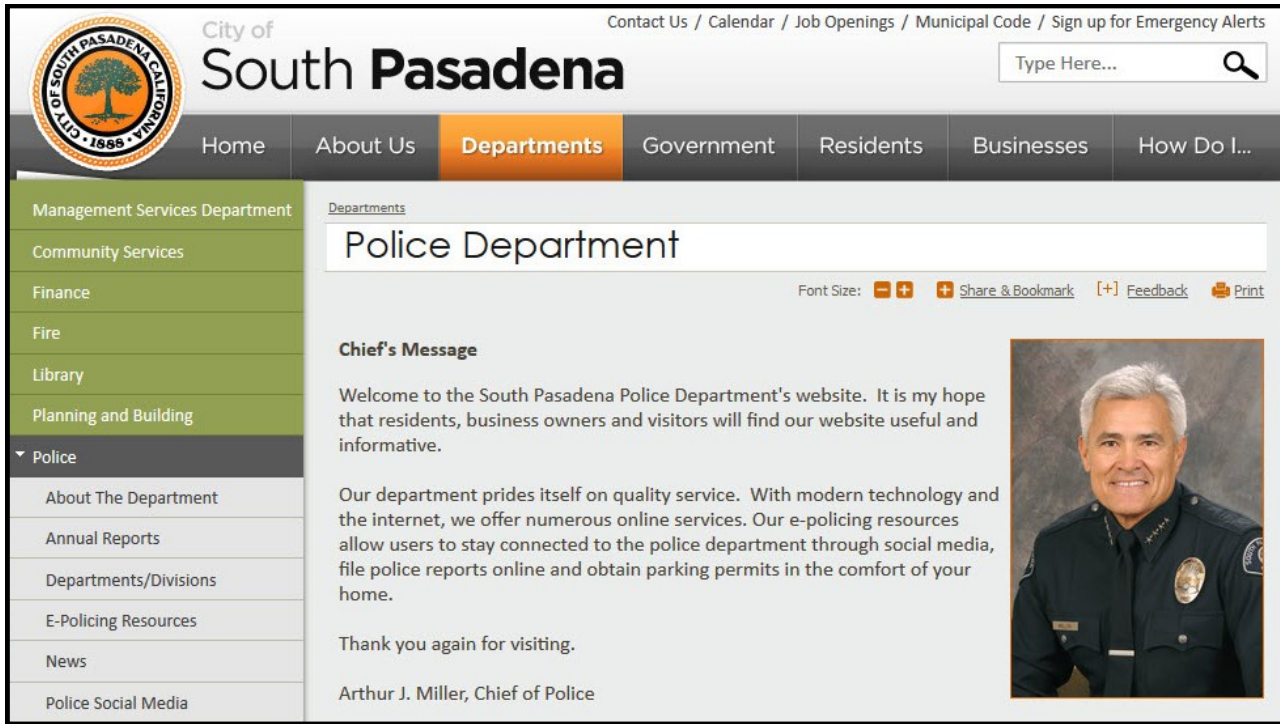 Contact Us / Calendar / Job Openings / Municipal Code / Sign up for Emergency Alerts
CITY OF SOUTH PASADENA CALIFORNIA
· 1888 ·
City of
South Pasadena
Type Here...
Home
About Us
Departments
Government
Residents
Businesses
How Do I...
Management Services Department
Community Services
Finance
Fire
Library
Planning and Building
Police
About The Department
Annual Reports
Departments/Divisions
E-Policing Resources
News
Police Social Media
Departments
Police Department
Font Size:
Share & Bookmark
[+] Feedback
Print
Chief's Message
Welcome to the South Pasadena Police Department's website. It is my hope
that residents, business owners and visitors will find our website useful and
informative.
Our department prides itself on quality service. With modern technology and
the internet, we offer numerous online services. Our e-policing resources
allow users to stay connected to the police department through social media,
file police reports online and obtain parking permits in the comfort of your
home.
Thank you again for visiting.
Arthur J. Miller, Chief of Police